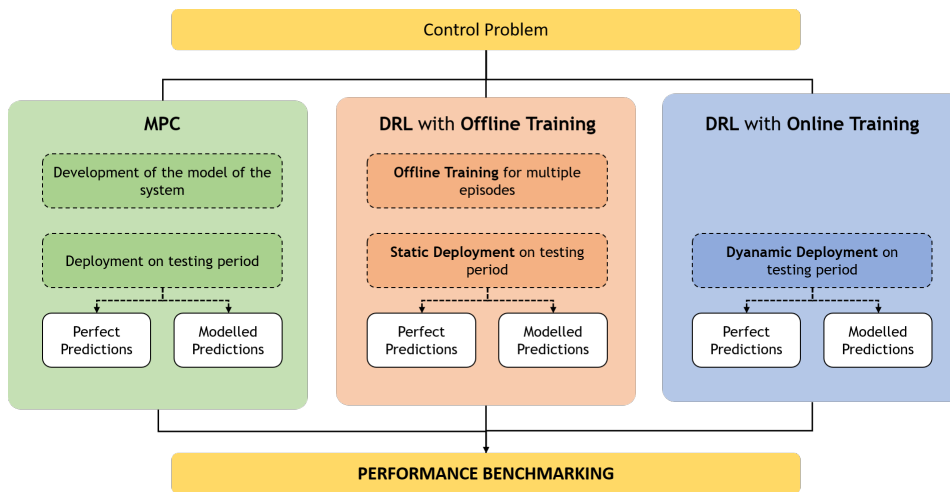 Control Problem
MPC
Development of the model of the
system
Deployment on testing period
Perfect
Predictions
Modelled
Predictions
DRL with Offline Training
Offline Training for multiple
episodes
Static Deployment on testing
period
Perfect
Predictions
Modelled
Predictions
DRL with Online Training
Dyanamic Deployment on
testing period
Perfect
Predictions
Modelled
Predictions
PERFORMANCE BENCHMARKING